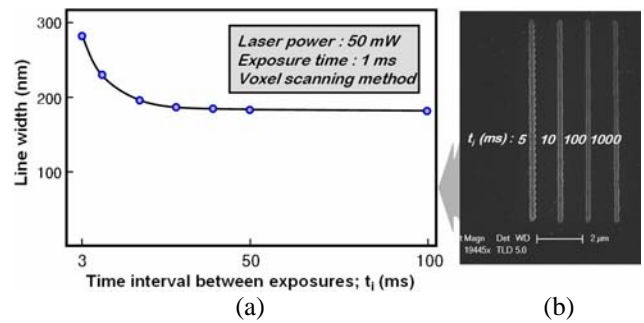 300
200
100
Line width (nm)
Laser power : 50 mW
Exposure time : 1 ms
Voxel scanning method
3
50
100
Time interval between exposures; tᵢ (ms)
(a)
tᵢ (ms) : 5 10 100 1000
t Magn Det WD
19445x TLD 5.0
2 μm
(b)